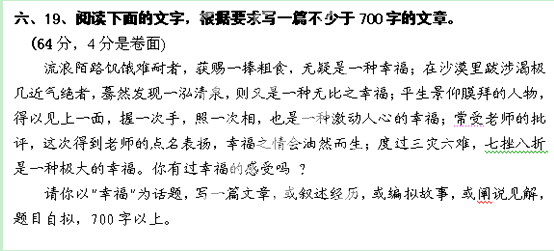 六、19、阅读下面的文字，根据要求写一篇不少于 700 字的文章。
(64 分，4 分是卷面)
流浪陌路饥饿难耐者，获赐一捧粗食，无疑是一种幸福；在沙漠里跋涉渴极
几近气绝者，蓦然发现一泓清泉，则又是一种无比之幸福；平生景仰膜拜的人物，
得以见上一面，握一次手，照一次相，也是一种激动人心的幸福；常受老师的批
评，这次得到老师的点名表扬，幸福之情会油然而生；度过三灾六难，七挫八折
是一种极大的幸福。你有过幸福的感受吗 ？
请你以"幸福"为话题，写一篇文章，或叙述经历，或编拟故事，或阐说见解，
题目自拟，700 字以上。